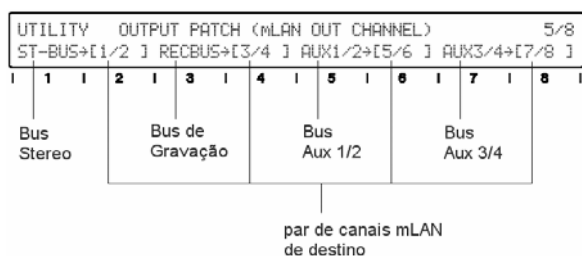 UTILITY OUTPUT PATCH (mLAN OUT CHANNEL) 5/8
ST-BUS→[1/2 ] RECBUS→[3/4 ] AUX1/2→[5/6 ] AUX3/4→[7/8 ]
1 2 3 4 5 6 7 8
Bus Stereo
Bus de Gravação
Bus Aux 1/2
Bus Aux 3/4
par de canais mLAN
de destino